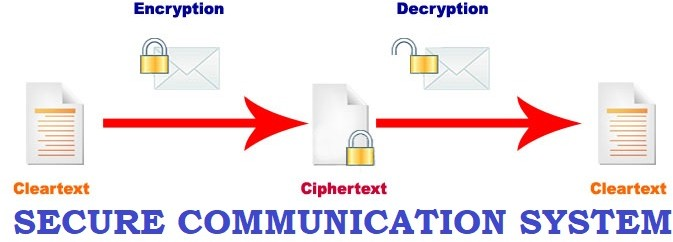 Encryption Decryption
Cleartext Ciphertext Cleartext
SECURE COMMUNICATION SYSTEM